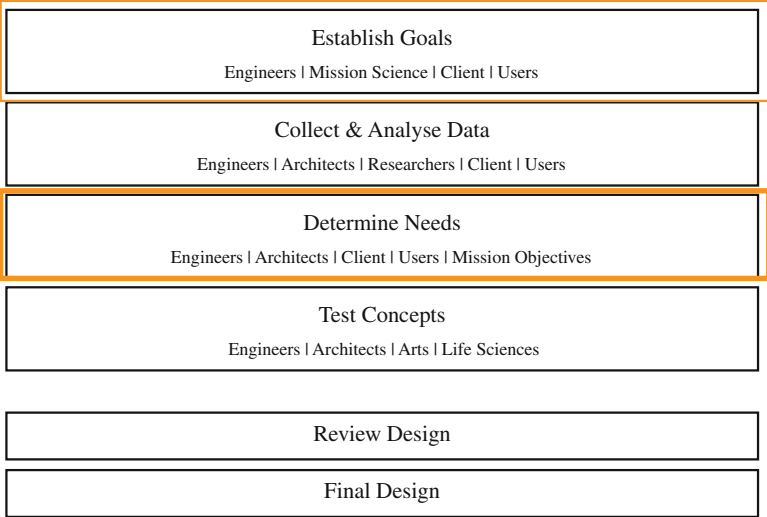 Establish Goals
Engineers | Mission Science | Client | Users
Collect & Analyse Data
Engineers | Architects | Researchers | Client | Users
Determine Needs
Engineers | Architects | Client | Users | Mission Objectives
Test Concepts
Engineers | Architects | Arts | Life Sciences
Review Design
Final Design